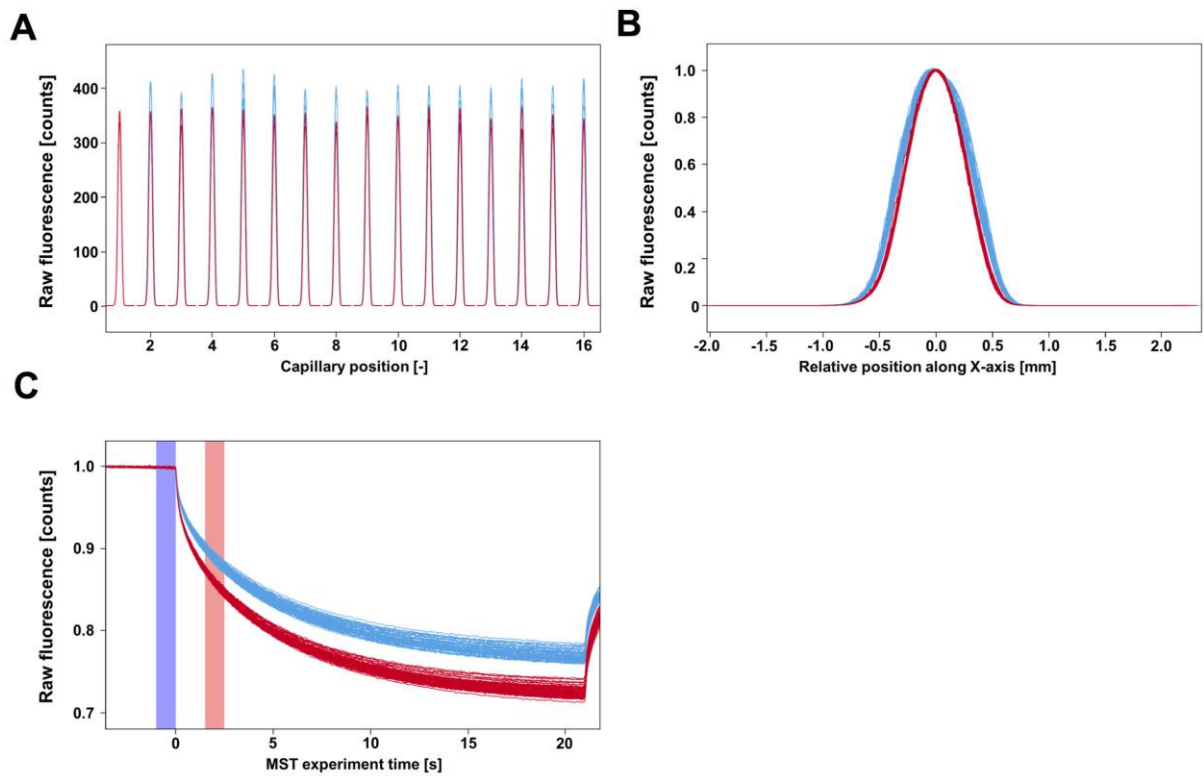 A
Raw fluorescence [counts]
400
300
200
100
0
2 4 6 8 10 12 14 16
Capillary position [-]
B
Raw fluorescence [counts]
1.0
0.8
0.6
0.4
0.2
0
-2.0 -1.5 -1.0 -0.5 0.0 0.5 1.0 1.5 2.0
Relative position along X-axis [mm]
C
Raw fluorescence [counts]
1.0
0.9
0.8
0.7
0 5 10 15 20
MST experiment time [s]